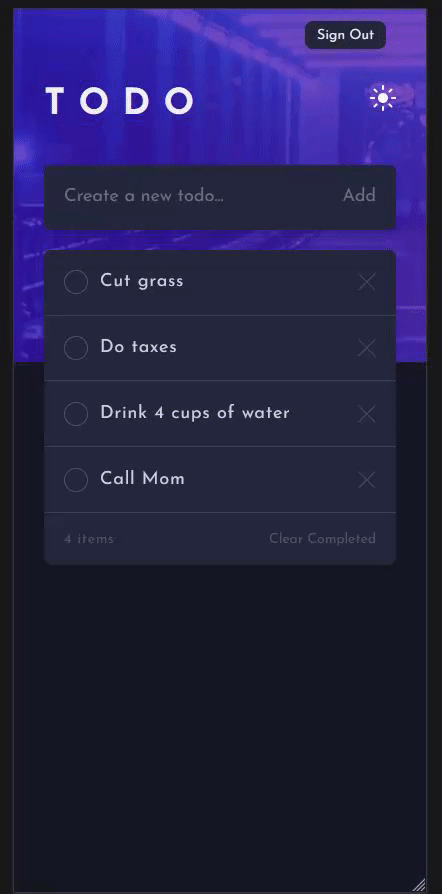 Sign Out
TODO
Create a new todo... Add
Cut grass
Do taxes
Drink 4 cups of water
Call Mom
4 items Clear Completed